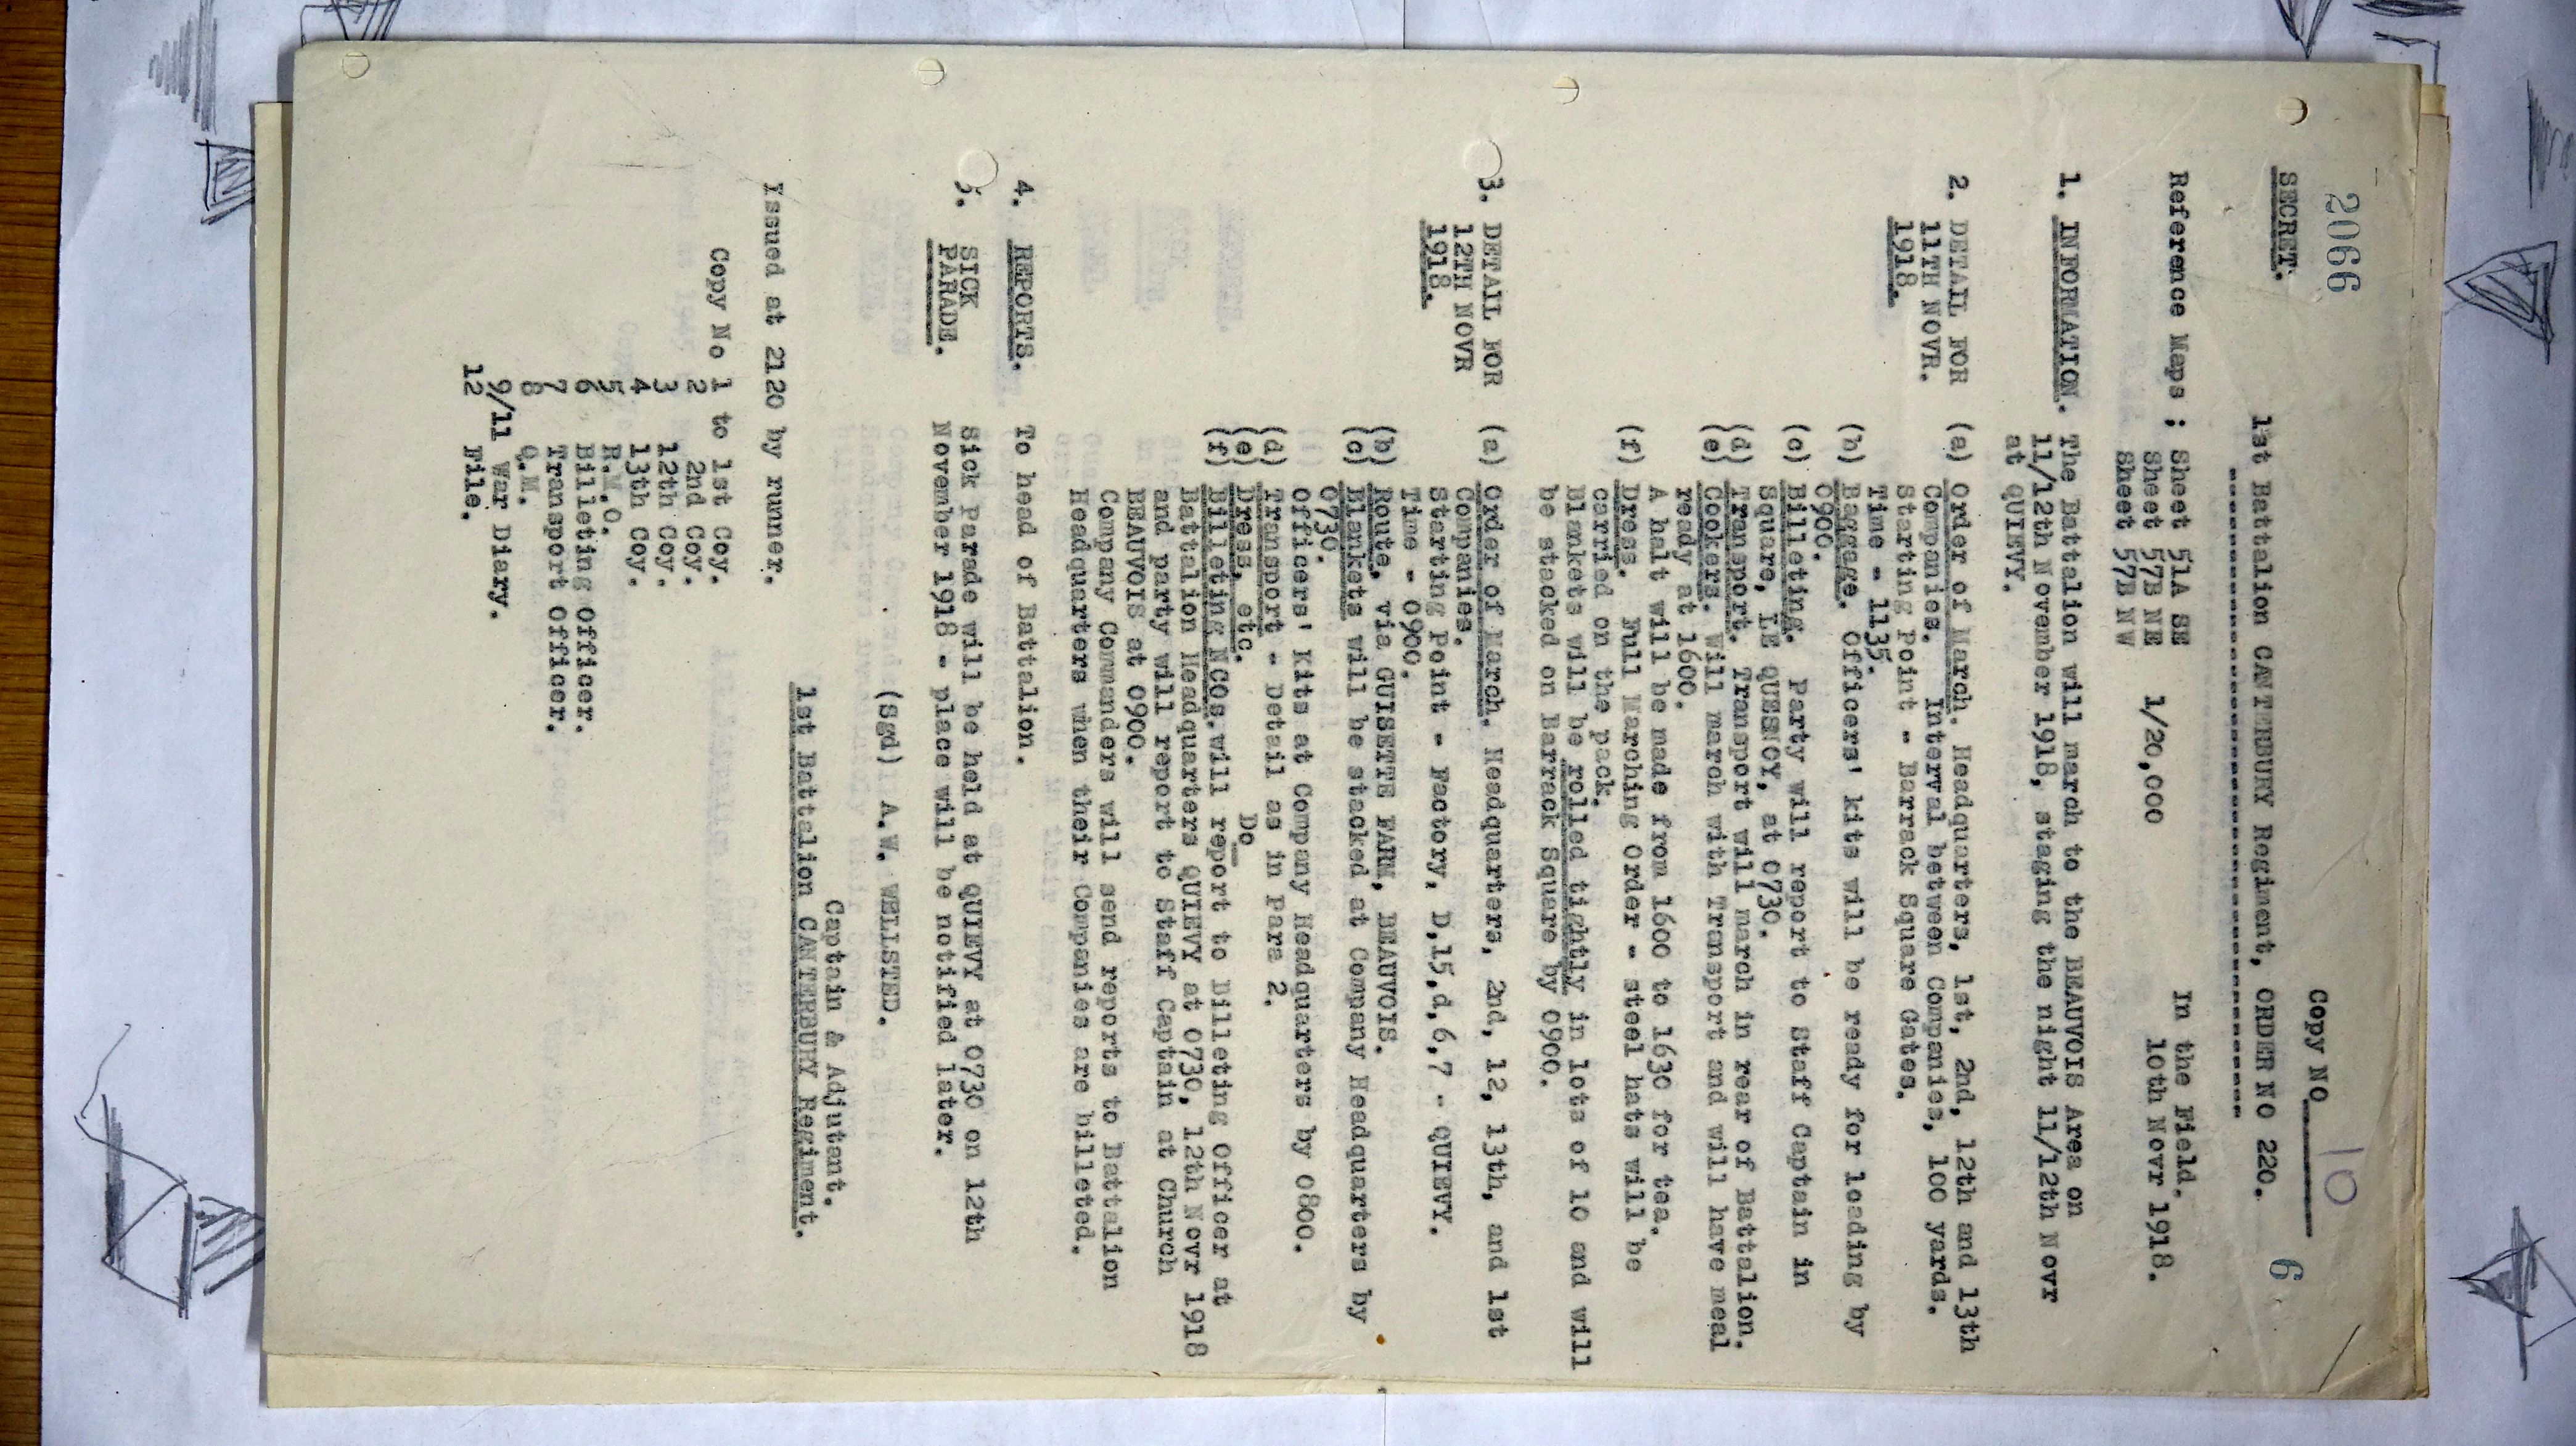 2066
Copy NO 10
SECRET.
6
1st Battalion CANTERBURY Regiment, ORDER NO 220.
Reference Maps ; Sheet 51A SE
Sheet 57B NE 1/20,000
Sheet 57B NW
In the Field.
10th Novr 1918.
1. INFORMATION. The Battalion will march to the BEAUVOIS Area on
11/12th November 1918, staging the night 11/12th Novr
at QUIEVY.
2. DETAIL FOR
11TH NOVR.
1918.
(a) Order of March. Headquarters, 1st, 2nd, 12th and 13th
Companies. Interval between Companies, 100 yards.
Starting Point - Barrack Square Gates.
Time - 1135.
(b) Baggage. Officers' kits will be ready for loading by
0900.
(c) Billeting. Party will report to Staff Captain in
Square, LE QUESNOY, at 0730.
(d) Transport. Transport will march in rear of Battalion.
(e) Cookers. Will march with Transport and will have meal
ready at 1600.
A halt will be made from 1600 to 1630 for tea.
(f) Dress. Full Marching Order - steel hats will be
carried on the pack.
Blankets will be rolled tightly in lots of 10 and will
be stacked on Barrack Square by 0900.
3. DETAIL FOR
12TH NOVR
1918.
(a) Order of March. Headquarters, 2nd, 12, 13th, and 1st
Companies.
Starting Point - Factory, D,15,d,6,7 - QUIEVY.
Time - 0900.
(b) Route, via GUISETTE FARM, BEAUVOIS.
(c) Blankets will be stacked at Company Headquarters by
0730.
Officers' Kits at Company Headquarters by 0800.
(d) Transport - Detail as in Para 2.
(e) Dress, etc. Do
(f) Billeting NCOs. will report to Billeting Officer at
Battalion Headquarters QUIEVY at 0730, 12th Novr 1918
and party will report to Staff Captain at Church
BEAUVOIS at 0900.
Company Commanders will send reports to Battalion
Headquarters when their Companies are billeted.
4. REPORTS. To head of Battalion.
5. SICK
PARADE.
Sick Parade will be held at QUIEVY at 0730 on 12th
November 1918 - place will be notified later.
(Sgd) A.W. WELLSTED.
Captain & Adjutant.
1st Battalion CANTERBURY Regiment.
Issued at 2120 by runner.
Copy No 1 to 1st Coy.
2 2nd Coy.
3 12th Coy.
4 13th Coy.
5 R.M.O.
6 Billeting Officer.
7 Transport Officer.
8 Q.M.
9/11 War Diary.
12 File.